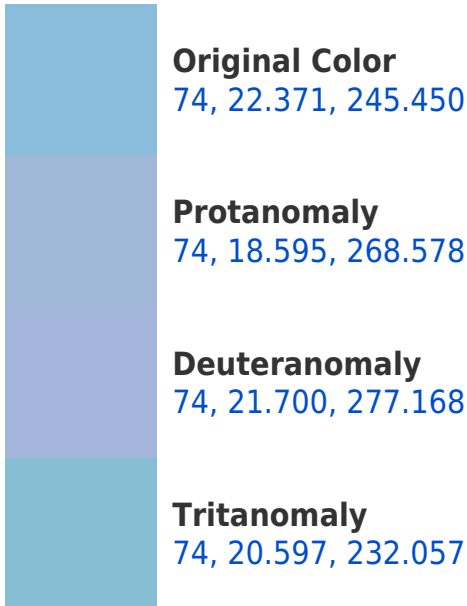 Original Color
74, 22.371, 245.450
Protanomaly
74, 18.595, 268.578
Deuteranomaly
74, 21.700, 277.168
Tritanomaly
74, 20.597, 232.057